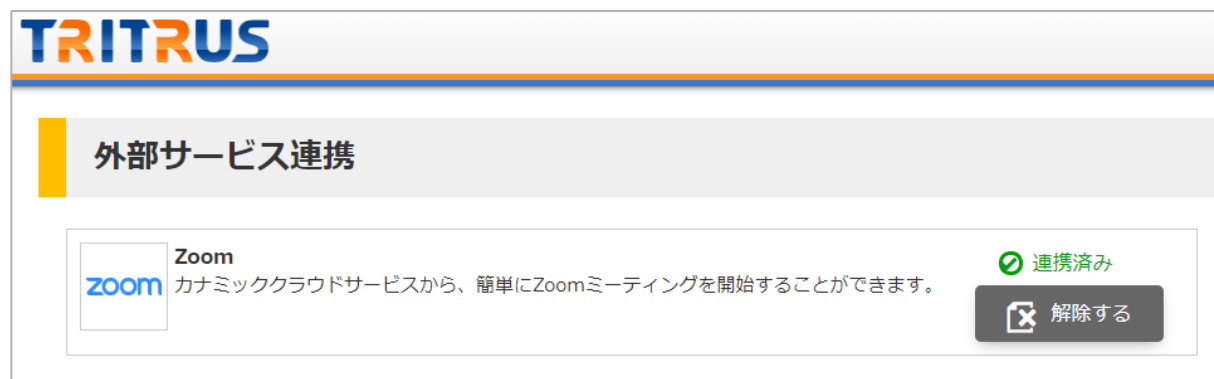 TRITRUS
外部サービス連携
Zoom
連携済み
zoom
カナミッククラウドサービスから、簡単にZoomミーティングを開始することができます。
解除する